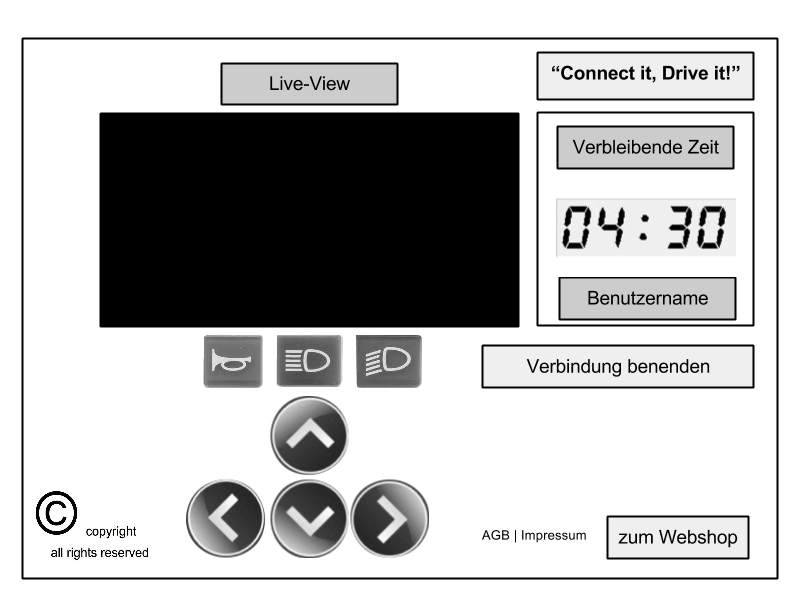 Live-View
“Connect it, Drive it!”
Verbleibende Zeit
04:30
Benutzername
Verbindung benenden
©
copyright
all rights reserved
AGB | Impressum
zum Webshop